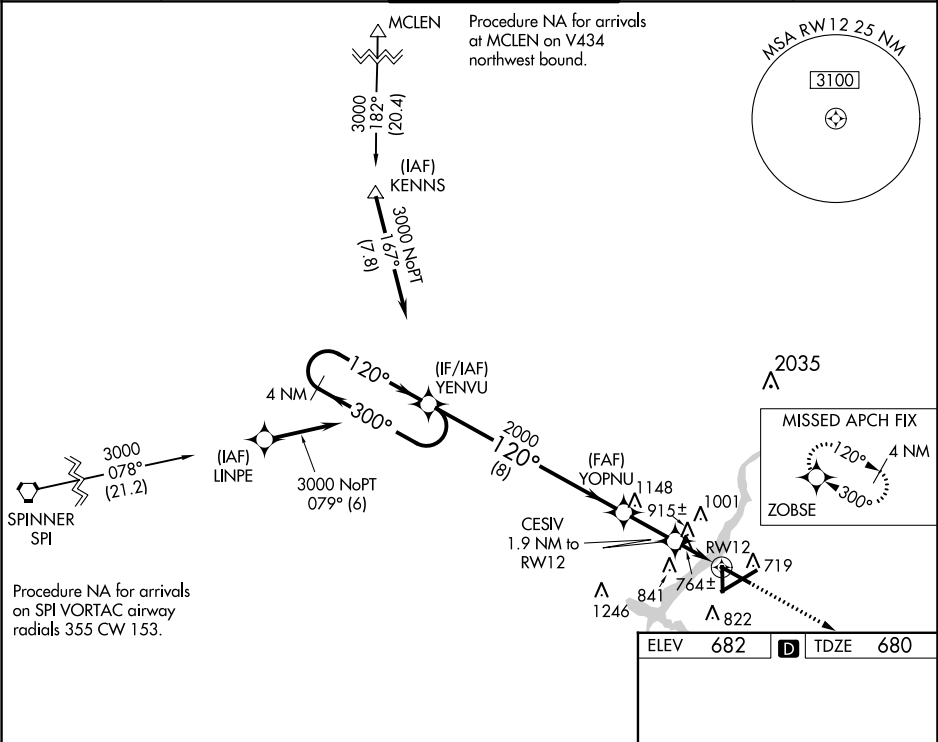 MCLEN
Procedure NA for arrivals
at MCLEN on V434
northwest bound.
MSA RW12 25 NM
3100
3000
182°
(20.4)
(IAF)
KENNS
3000 NoPT
167°
(7.8)
120°
4 NM
300°
(IF/IAF)
YENVU
2035
MISSED APCH FIX
120°
4 NM
300°
ZOBSE
2000
120°
(8)
3000
078°
(21.2)
(IAF)
LINPE
3000 NoPT
079° (6)
SPINNER
SPI
(FAF)
YOPNU
1148
915±
1001
CESIV
1.9 NM to
RW12
RW12
719
841
764±
1246
822
Procedure NA for arrivals
on SPI VORTAC airway
radials 355 CW 153.
ELEV 682 D TDZE 680